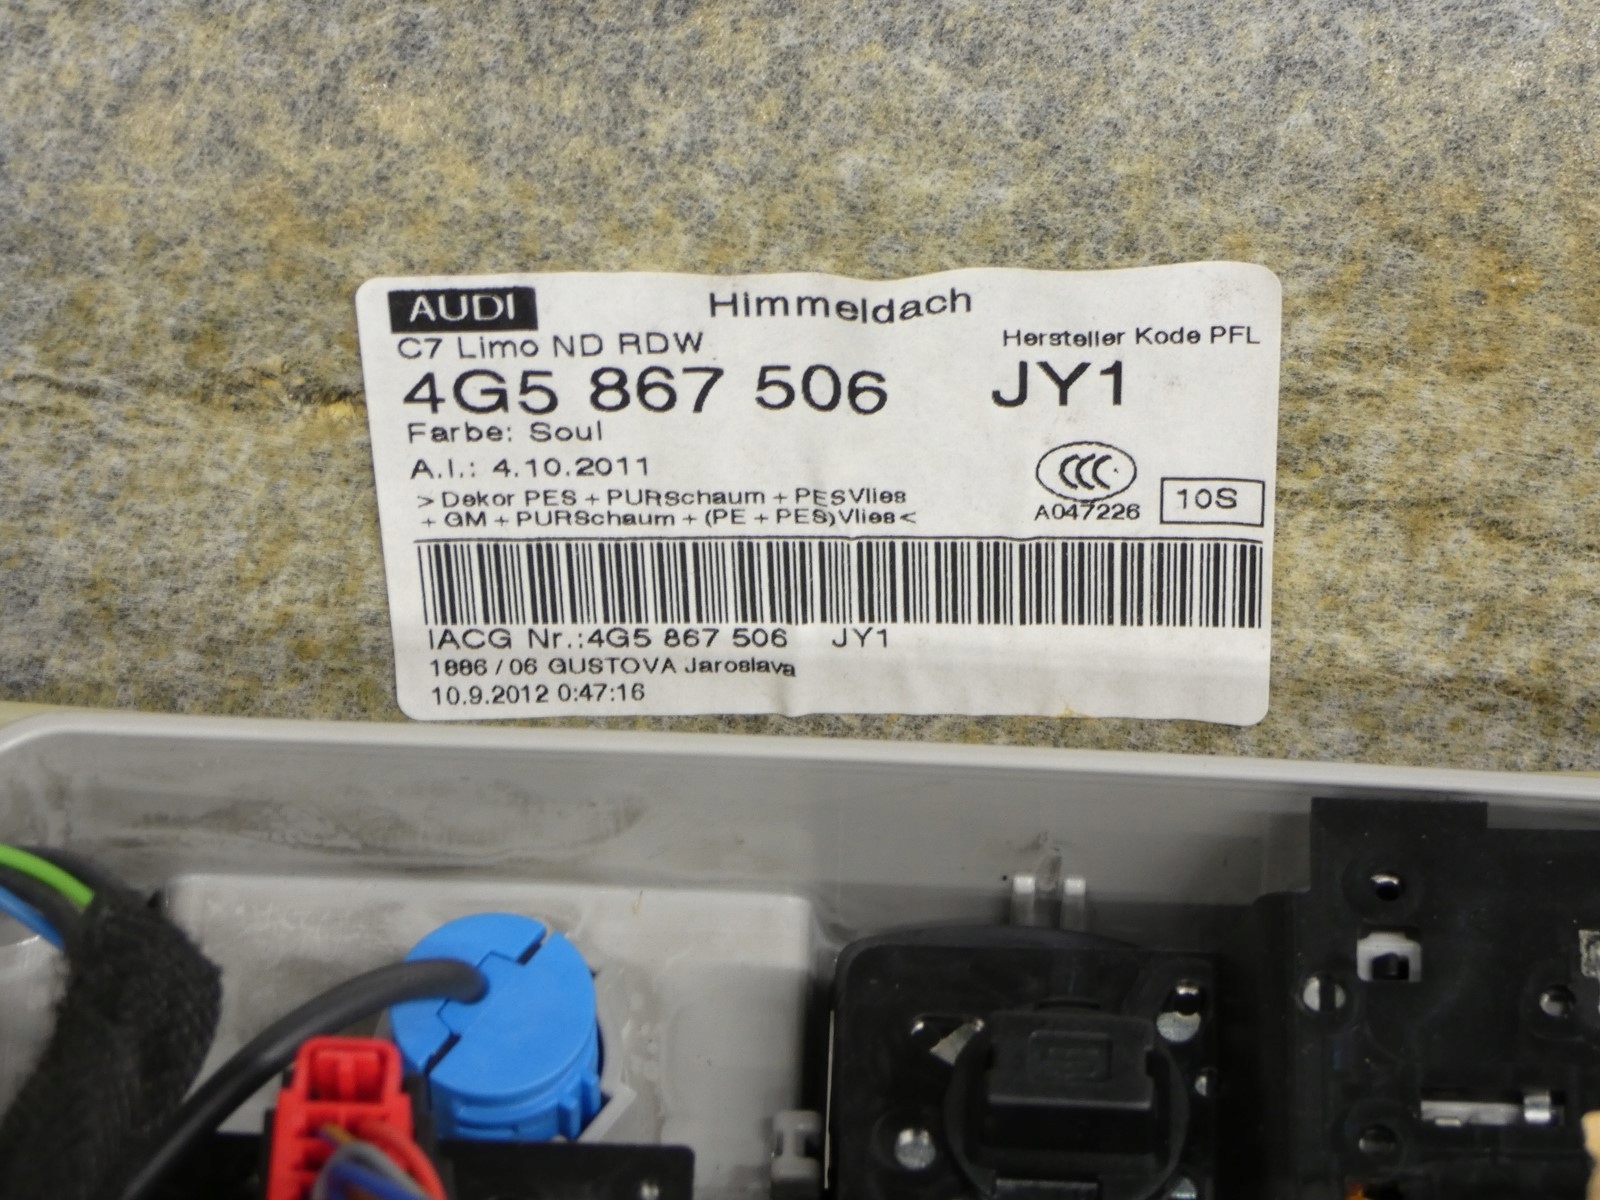 AUDI
Himmeldach
C7 Limo ND RDW
Hersteller Kode PFL
4G5 867 506 JY1
Farbe: Soul
A.I.: 4.10.2011
> Dekor PES + PURSchaum + PESVlies
+ GM + PURSchaum + (PE + PES)Vlies <
CCC
A047226
10S
IACG Nr.:4G5 867 506 JY1
1886 / 06 GUSTOVA Jaroslava
10.9.2012 0:47:16